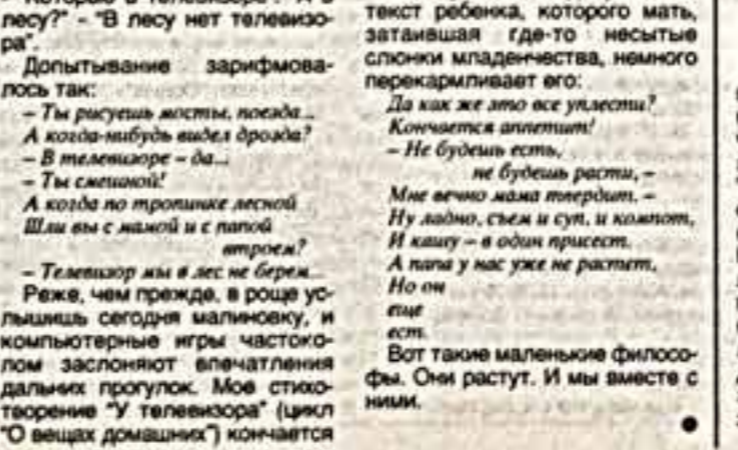 лесу?" - "В лесу нет телевизо-
ра".
Допытывание зарифмова-
лось так:
– Ты рисуешь мосты, поезда...
А когда-нибудь видел дрозда?
– В телевизоре – да...
– Ты смешной!
А когда по тропинке лесной
Шли вы с мамой и с папой
втроем?
– Телевизор мы в лес не берем...
Реже, чем прежде, в роще ус-
лышишь сегодня малиновку, и
компьютерные игры частоко-
лом заслоняют впечатления
дальних прогулок. Мое стихо-
творение "У телевизора" (цикл
"О вещах домашних") кончается
текст ребенка, которого мать,
затаившая где-то несытые
слюнки младенчества, немного
перекармливает его:
Да как же это все уплести?
Кончается аппетит!
– Не будешь есть,
не будешь расти, –
Мне вечно мама твердит, –
Ну ладно, съем и суп, и компот,
И кашу – в один присест.
А папа у нас уже не растет,
Но он
еще
ест.
Вот такие маленькие филосо-
фы. Они растут. И мы вместе с
ними.